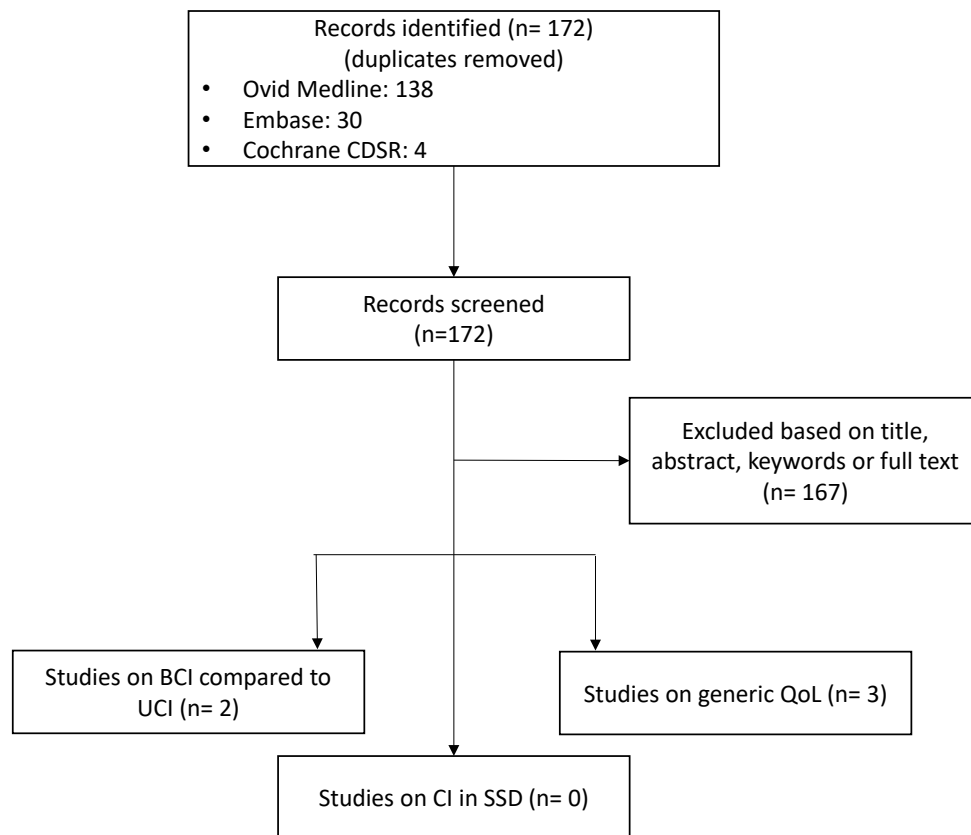 Records identified (n= 172)
(duplicates removed)
• Ovid Medline: 138
• Embase: 30
• Cochrane CDSR: 4
Records screened
(n=172)
Excluded based on title,
abstract, keywords or full text
(n= 167)
Studies on BCI compared to
UCI (n= 2)
Studies on generic QoL (n= 3)
Studies on CI in SSD (n= 0)